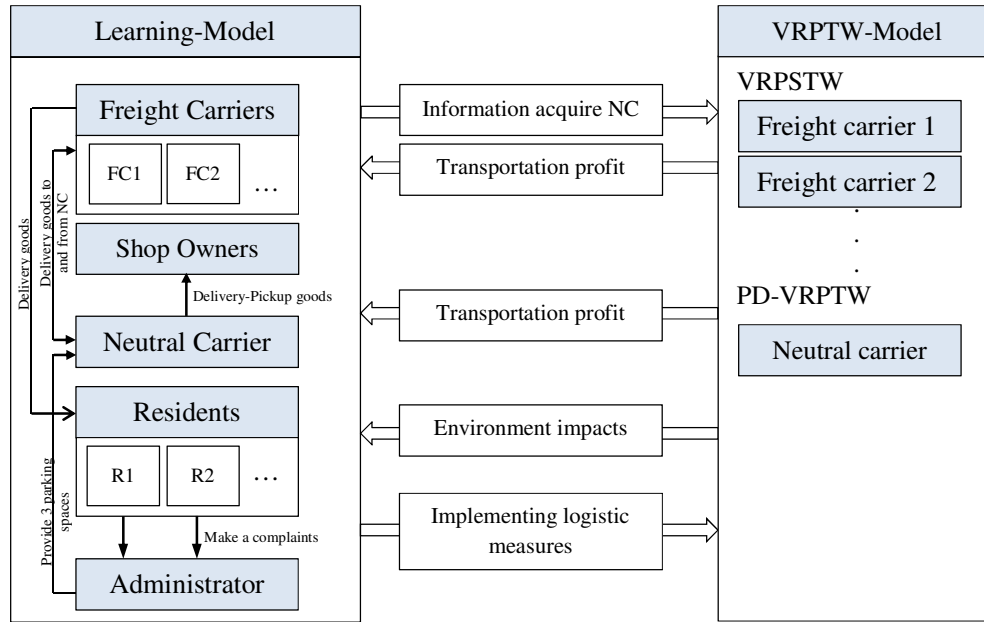 Learning-Model
Freight Carriers
FC1
FC2
...
Delivery goods
Delivery goods to
and from NC
Shop Owners
Delivery-Pickup goods
Neutral Carrier
Residents
R1
R2
...
Provide 3 parking
spaces
Make a complaints
Administrator
Information acquire NC
Transportation profit
Transportation profit
Environment impacts
Implementing logistic
measures
VRPTW-Model
VRPSTW
Freight carrier 1
Freight carrier 2
.
.
.
PD-VRPTW
Neutral carrier